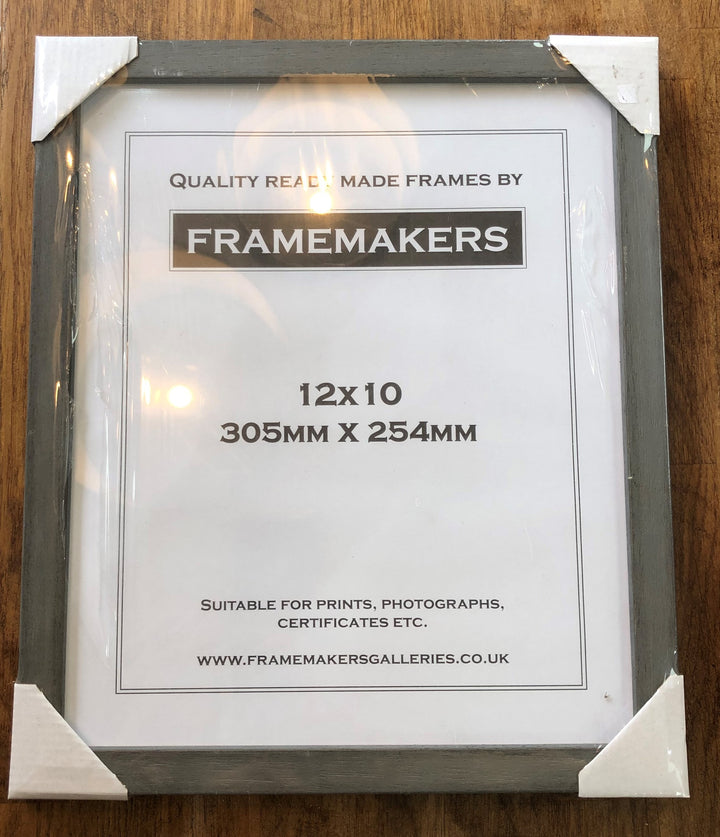 QUALITY READY MADE FRAMES BY
FRAMEMAKERS
12X10
305MM X 254MM
SUITABLE FOR PRINTS, PHOTOGRAPHS,
CERTIFICATES ETC.
WWW.FRAMEMAKERSGALLERIES.CO.UK